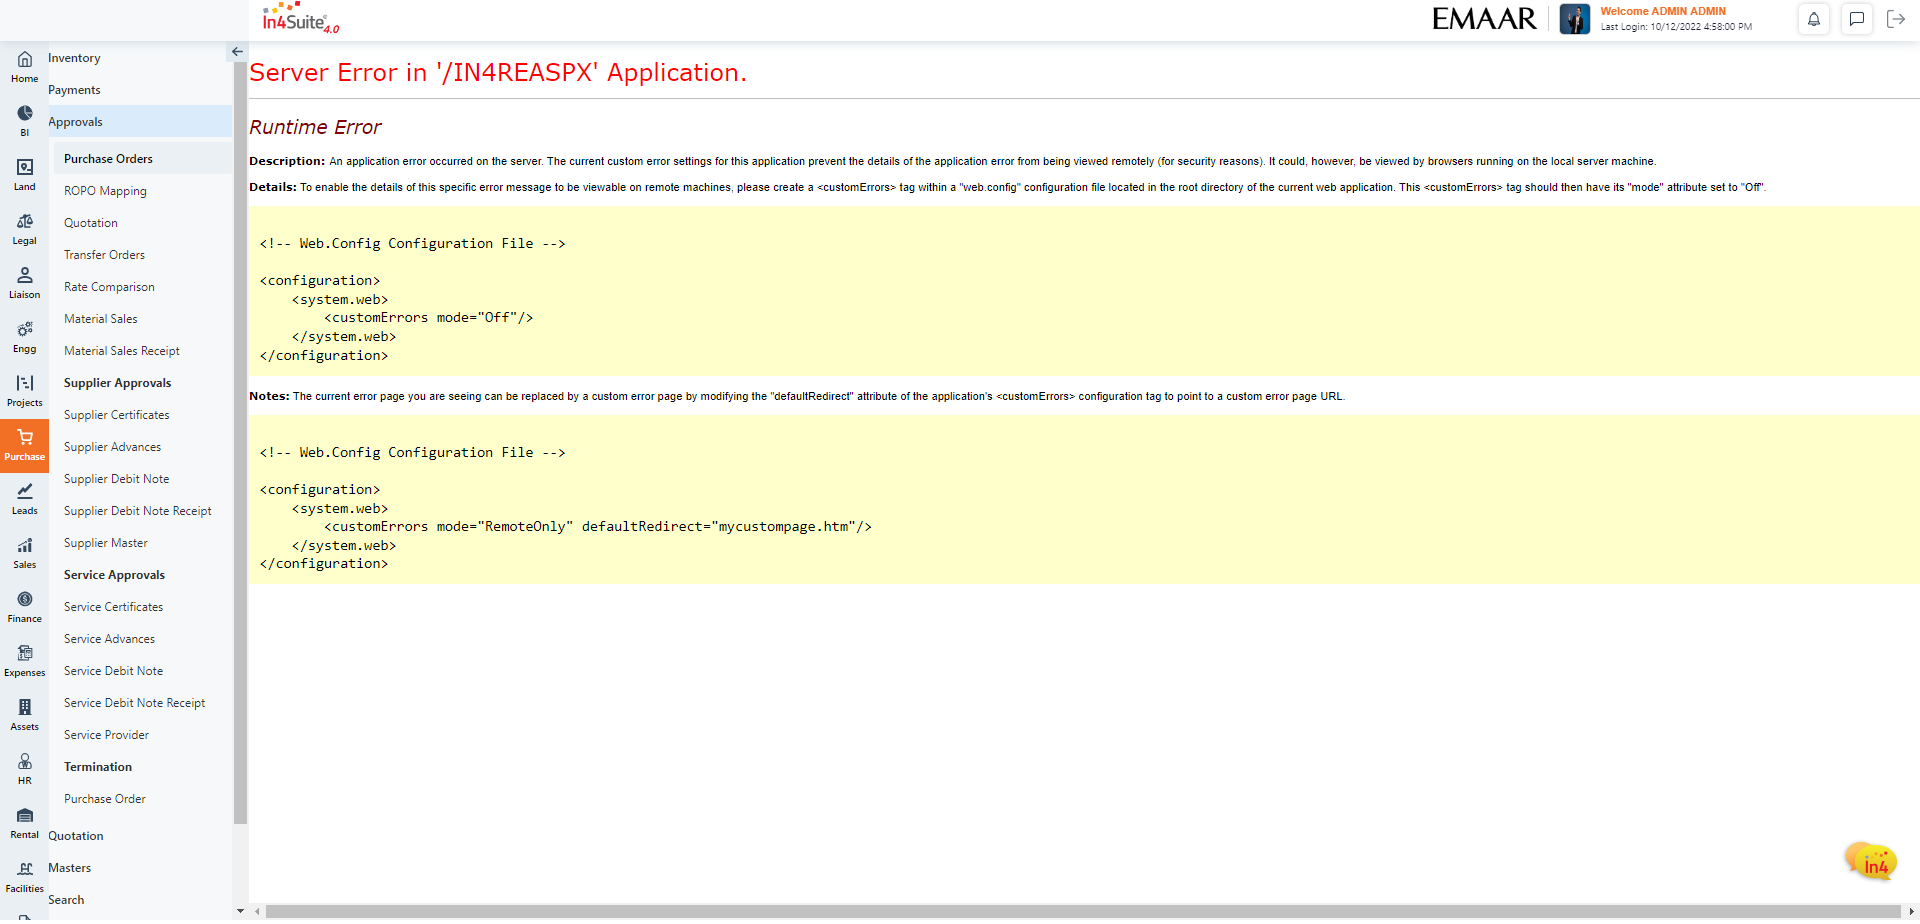 In4Suite 4.0
EMAAR
Welcome ADMIN ADMIN
Last Login: 10/12/2022 4:58:00 PM
Home
BI
Land
Legal
Liaison
Engg
Projects
Purchase
Leads
Sales
Finance
Expenses
Assets
HR
Rental
Facilities
Inventory
Payments
Approvals
Purchase Orders
ROPO Mapping
Quotation
Transfer Orders
Rate Comparison
Material Sales
Material Sales Receipt
Supplier Approvals
Supplier Certificates
Supplier Advances
Supplier Debit Note
Supplier Debit Note Receipt
Supplier Master
Service Approvals
Service Certificates
Service Advances
Service Debit Note
Service Debit Note Receipt
Service Provider
Termination
Purchase Order
Quotation
Masters
Search
Server Error in '/IN4REASPX' Application.
Runtime Error
Description: An application error occurred on the server. The current custom error settings for this application prevent the details of the application error from being viewed remotely (for security reasons). It could, however, be viewed by browsers running on the local server machine.
Details: To enable the details of this specific error message to be viewable on remote machines, please create a <customErrors> tag within a "web.config" configuration file located in the root directory of the current web application. This <customErrors> tag should then have its "mode" attribute set to "Off".
<!-- Web.Config Configuration File -->
<configuration>
    <system.web>
        <customErrors mode="Off"/>
    </system.web>
</configuration>
Notes: The current error page you are seeing can be replaced by a custom error page by modifying the "defaultRedirect" attribute of the application's <customErrors> configuration tag to point to a custom error page URL.
<!-- Web.Config Configuration File -->
<configuration>
    <system.web>
        <customErrors mode="RemoteOnly" defaultRedirect="mycustompage.htm"/>
    </system.web>
</configuration>
in4